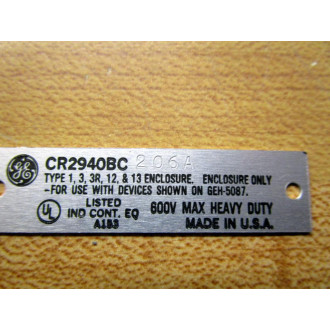 GE CR2940BC 206A
TYPE 1, 3, 3R, 12, & 13 ENCLOSURE. ENCLOSURE ONLY
-FOR USE WITH DEVICES SHOWN ON GEH-5087.
UL LISTED
IND CONT. EQ 600V MAX HEAVY DUTY
A183 MADE IN U.S.A.